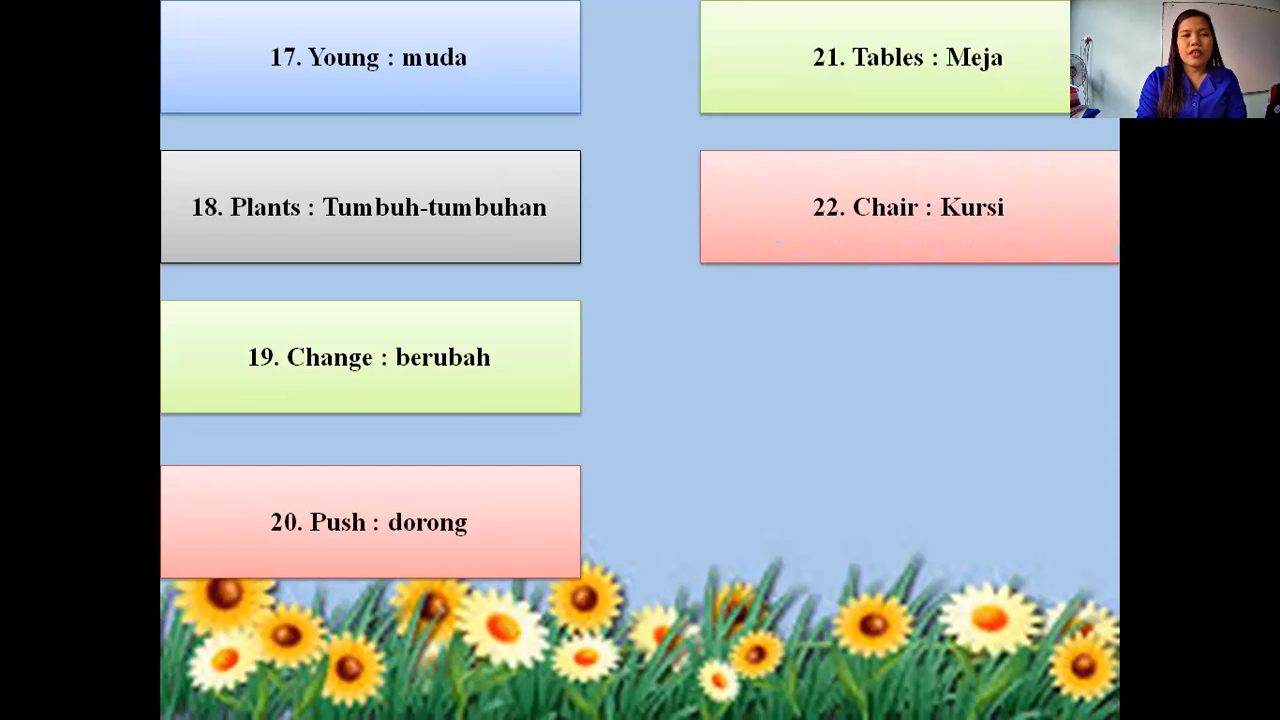 17. Young : muda
18. Plants : Tumbuh-tumbuhan
19. Change : berubah
20. Push : dorong
21. Tables : Meja
22. Chair : Kursi